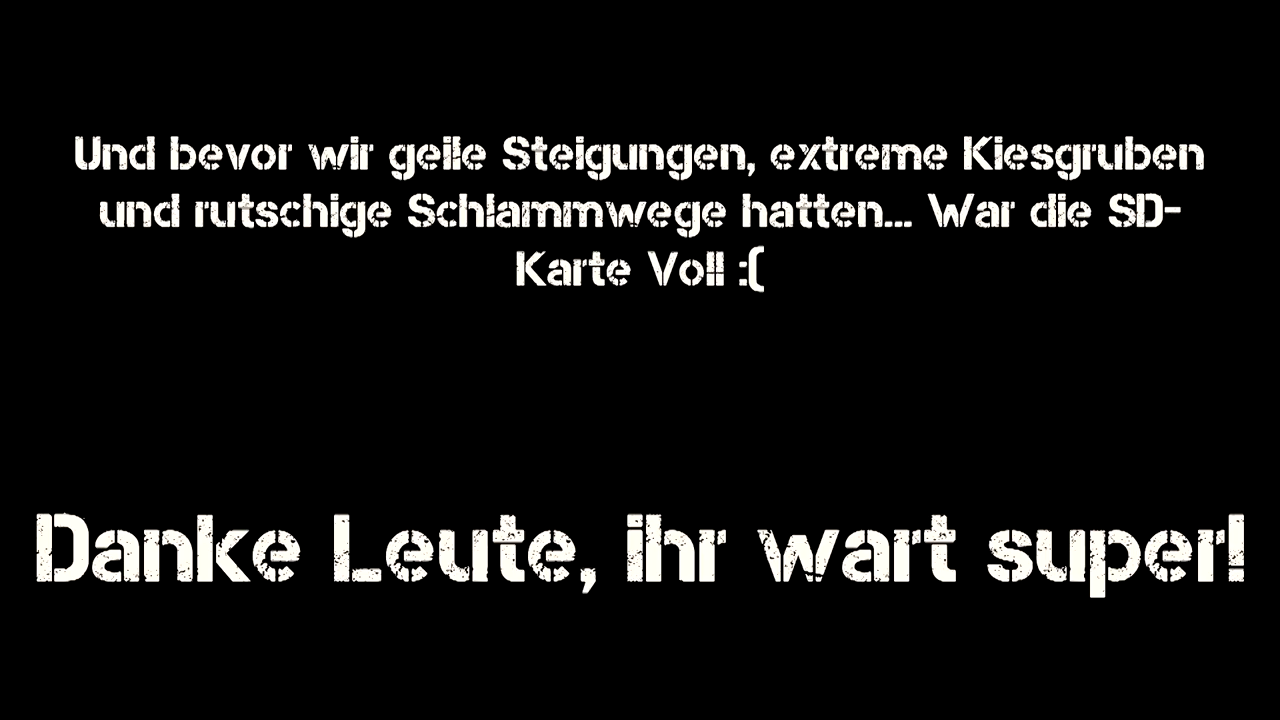 Und bevor wir geile Steigungen, extreme Kiesgruben
und rutschige Schlammwege hatten... War die SD-
Karte Voll :(
Danke Leute, ihr wart super!